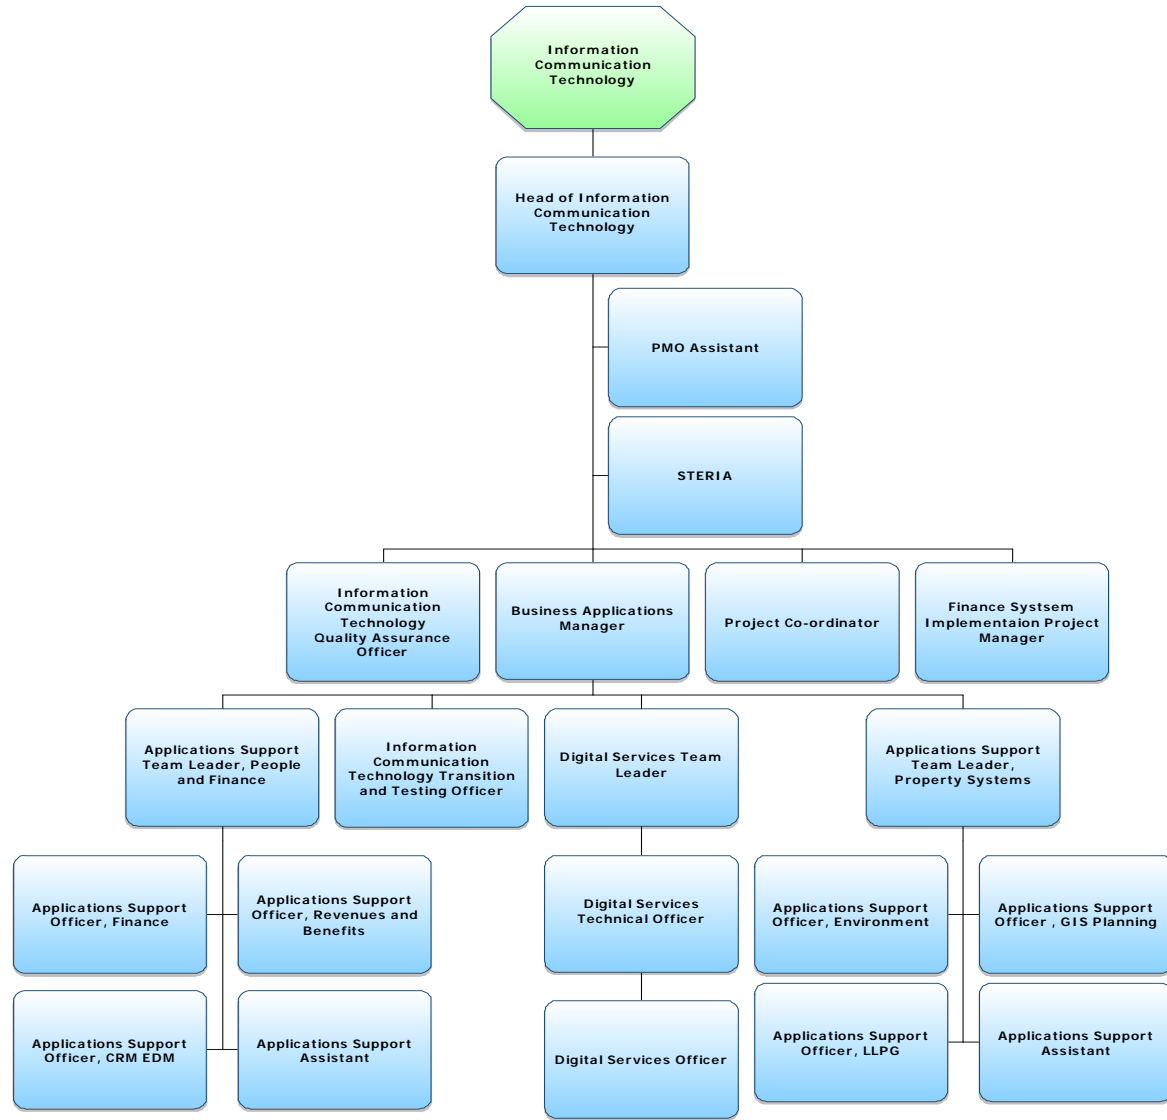 Information
Communication
Technology
Head of Information
Communication
Technology
PMO Assistant
STERIA
Information
Communication
Technology
Quality Assurance
Officer
Business Applications
Manager
Project Co-ordinator
Finance Systsem
Implementaion Project
Manager
Applications Support
Team Leader, People
and Finance
Information
Communication
Technology Transition
and Testing Officer
Digital Services Team
Leader
Applications Support
Team Leader,
Property Systems
Applications Support
Officer, Finance
Applications Support
Officer, Revenues and
Benefits
Digital Services
Technical Officer
Applications Support
Officer, Environment
Applications Support
Officer , GIS Planning
Applications Support
Officer, CRM EDM
Applications Support
Assistant
Digital Services Officer
Applications Support
Officer, LLPG
Applications Support
Assistant